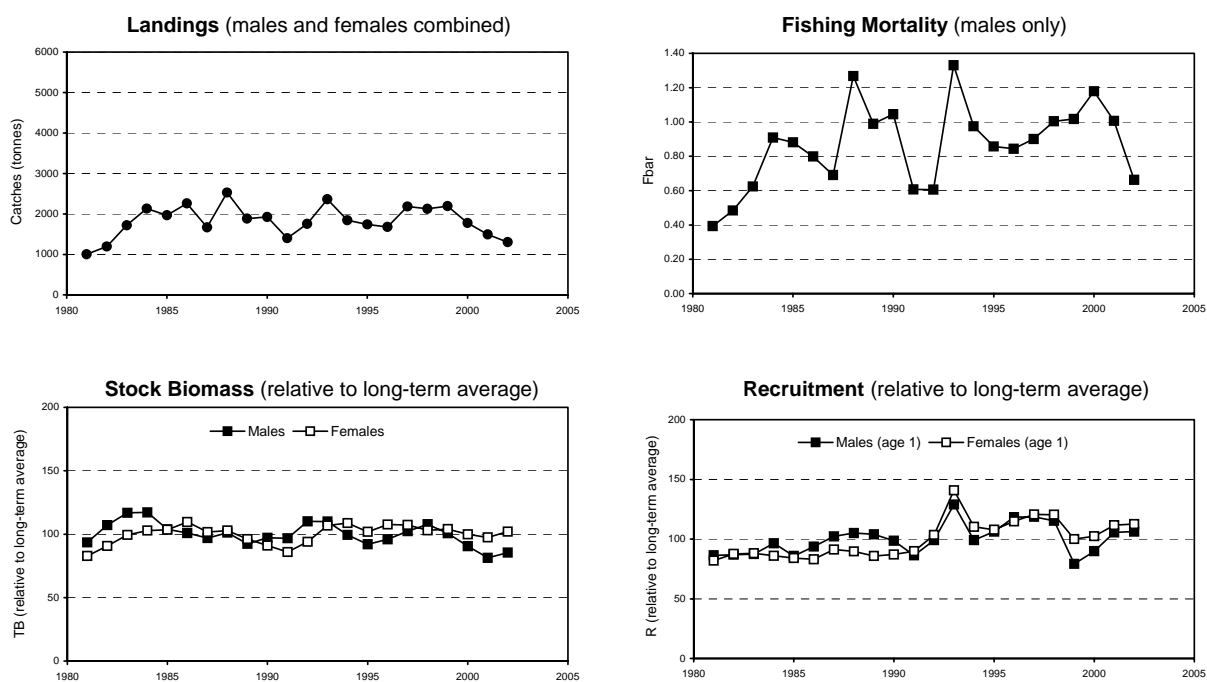 Landings (males and females combined)
6000
5000
4000
3000
2000
1000
0
Catches (tonnes)
1980 1985 1990 1995 2000 2005
Fishing Mortality (males only)
1.40
1.20
1.00
0.80
0.60
0.40
0.20
0.00
Fbar
1980 1985 1990 1995 2000 2005
Stock Biomass (relative to long-term average)
200
150
100
50
0
TB (relative to long-term average)
Males Females
1980 1985 1990 1995 2000 2005
Recruitment (relative to long-term average)
200
150
100
50
0
R (relative to long-term average)
Males (age 1) Females (age 1)
1980 1985 1990 1995 2000 2005